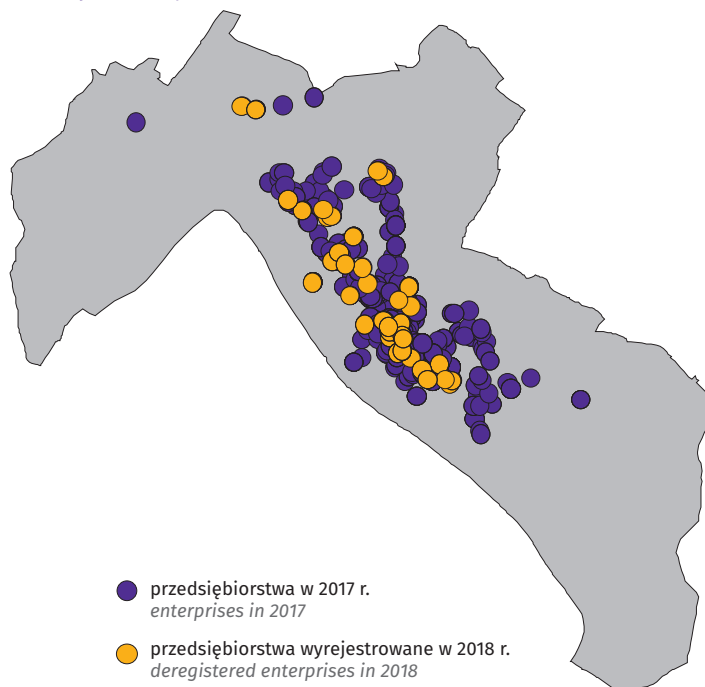 przedsiębiorstwa w 2017 r.
enterprises in 2017
przedsiębiorstwa wyrejestrowane w 2018 r.
deregistered enterprises in 2018